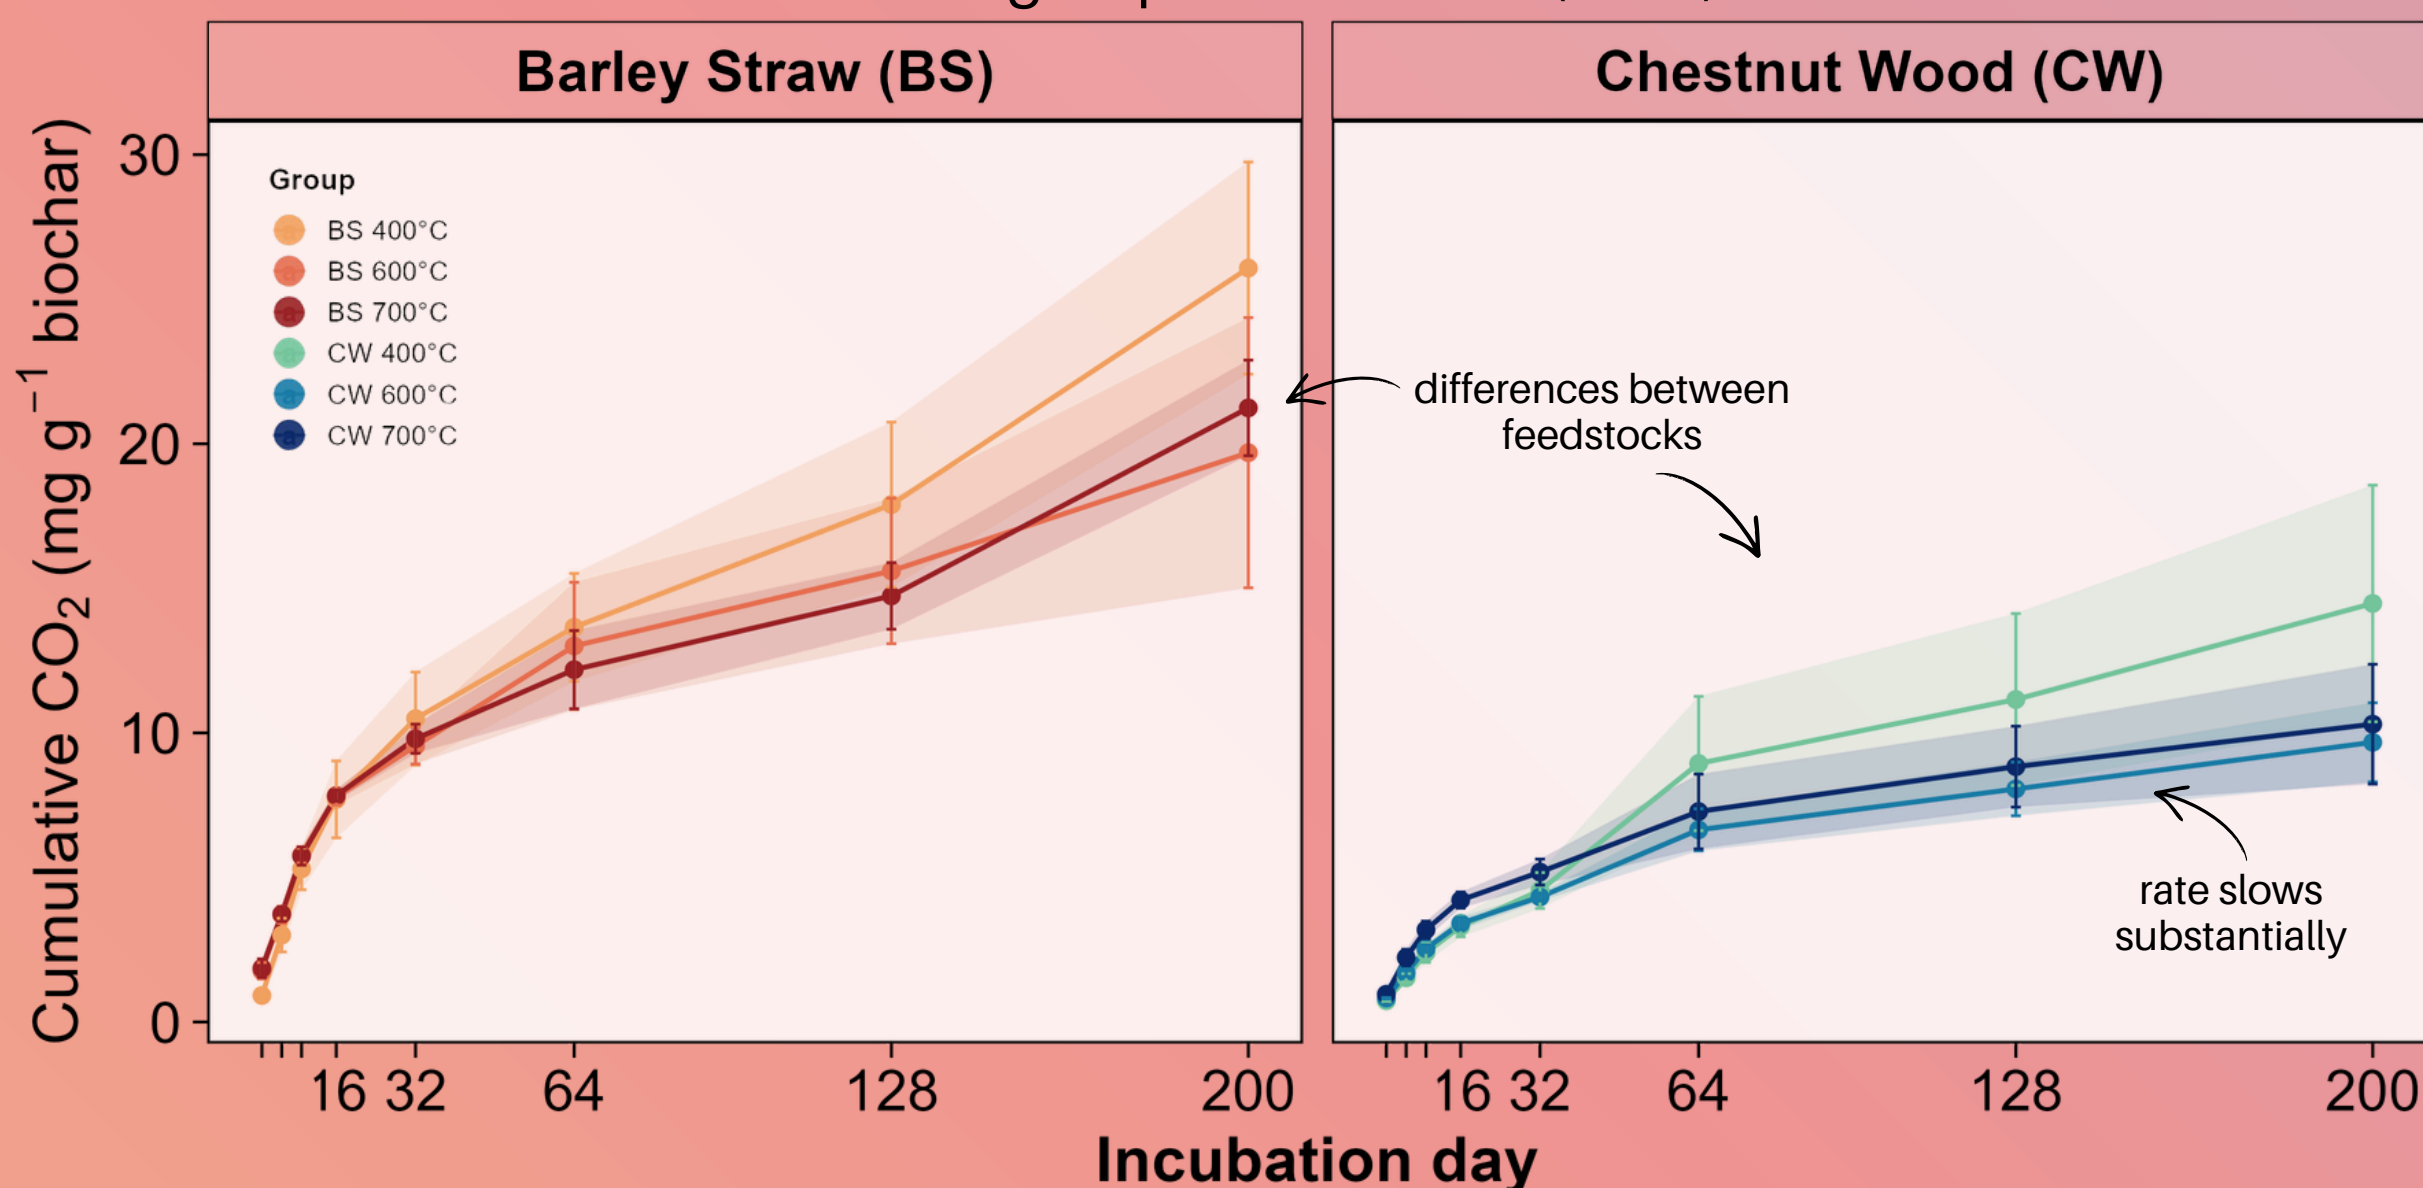 Barley Straw (BS)
Chestnut Wood (CW)
Cumulative CO₂ (mg g⁻¹ biochar)
30
20
10
0
Group
BS 400°C
BS 600°C
BS 700°C
CW 400°C
CW 600°C
CW 700°C
differences between
feedstocks
rate slows
substantially
16 32 64 128 200
16 32 64 128 200
Incubation day